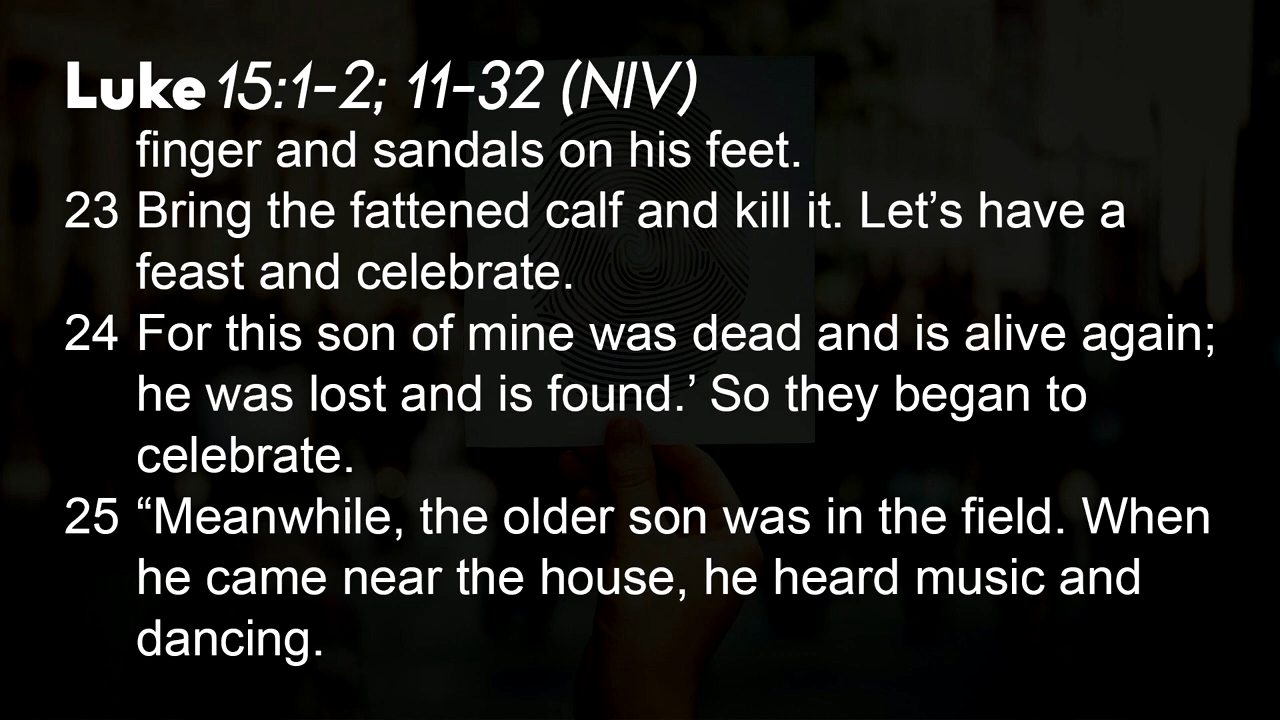 Luke 15:1-2; 11-32 (NIV)
finger and sandals on his feet.
23 Bring the fattened calf and kill it. Let’s have a
feast and celebrate.
24 For this son of mine was dead and is alive again;
he was lost and is found.’ So they began to
celebrate.
25 “Meanwhile, the older son was in the field. When
he came near the house, he heard music and
dancing.